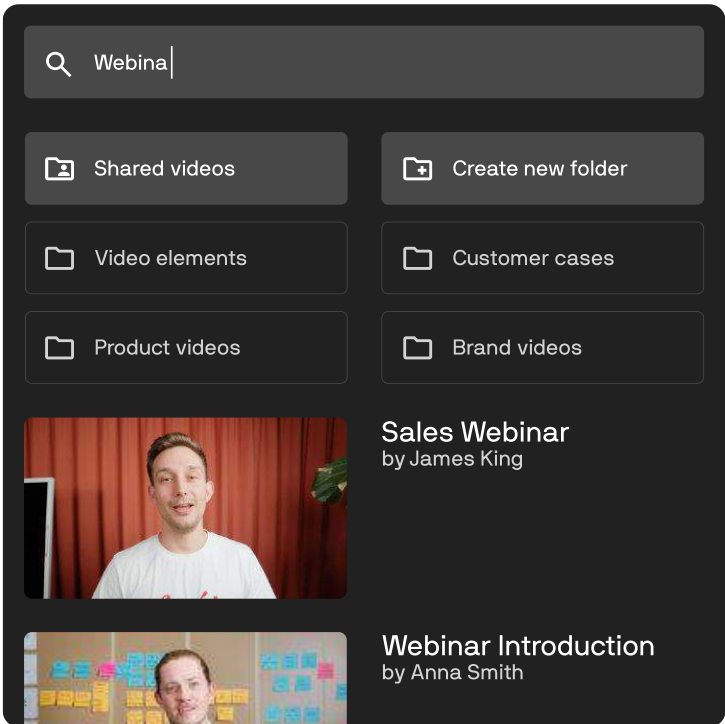 Webina
Shared videos
Create new folder
Video elements
Customer cases
Product videos
Brand videos
Sales Webinar
by James King
Webinar Introduction
by Anna Smith